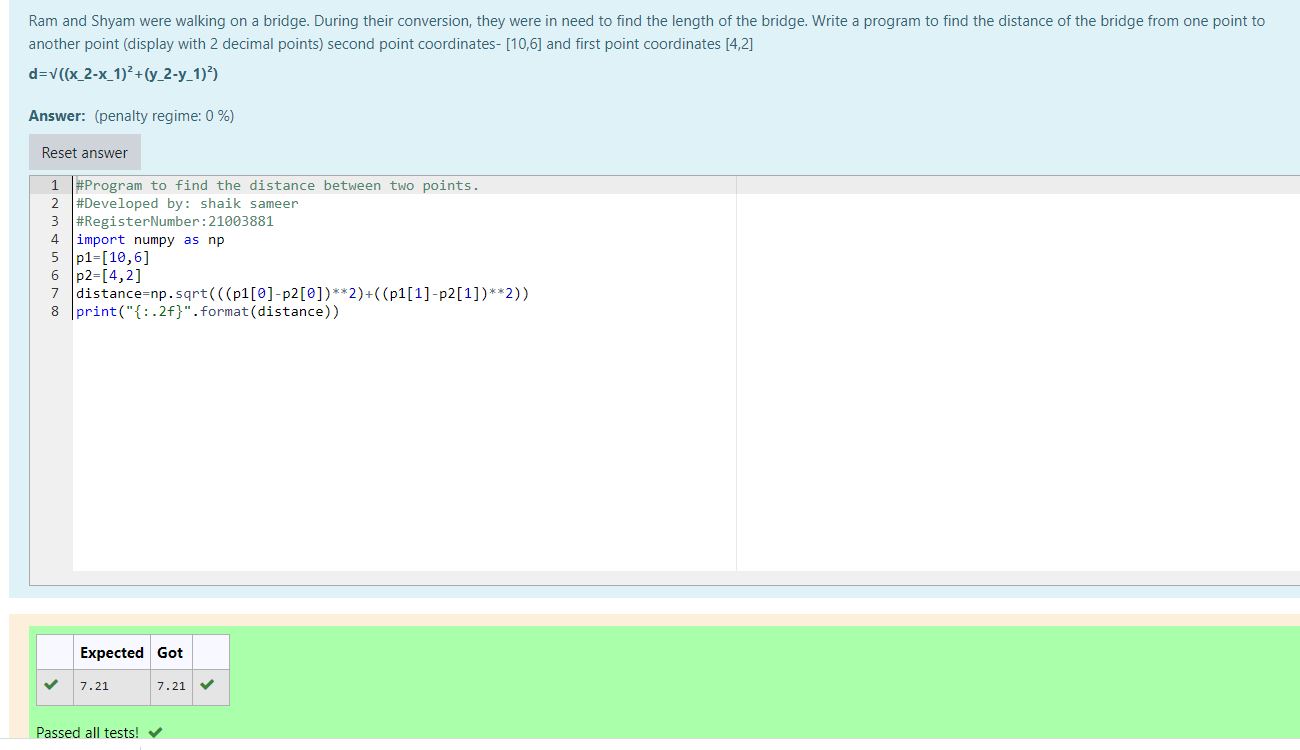 Ram and Shyam were walking on a bridge. During their conversion, they were in need to find the length of the bridge. Write a program to find the distance of the bridge from one point to
another point (display with 2 decimal points) second point coordinates- [10,6] and first point coordinates [4,2]
d=√((x_2-x_1)²+(y_2-y_1)²)
Answer: (penalty regime: 0 %)
Reset answer
1 #Program to find the distance between two points.
2 #Developed by: shaik sameer
3 #RegisterNumber:21003881
4 import numpy as np
5 p1=[10,6]
6 p2=[4,2]
7 distance=np.sqrt(((p1[0]-p2[0])**2)+((p1[1]-p2[1])**2))
8 print("{:.2f}".format(distance))
Expected Got
7.21 7.21
Passed all tests!